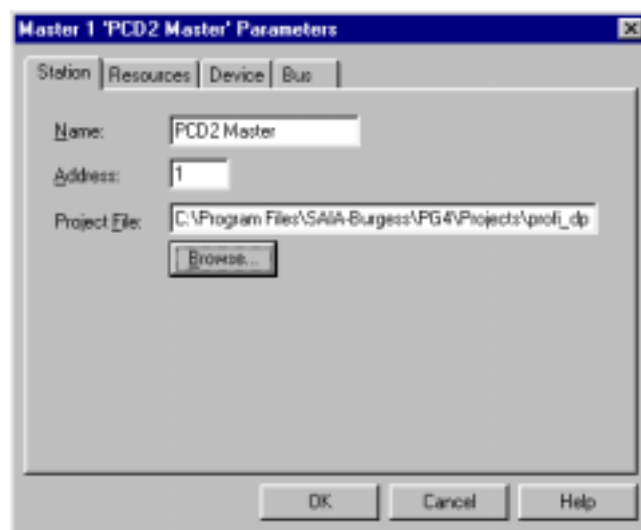 Master 1 'PCD2 Master' Parameters
Station Resources Device Bus
Name: PCD2 Master
Address: 1
Project File: C:\Program Files\SAIA-Burgess\PG4\Projects\profi_dp
Browse...
OK Cancel Help